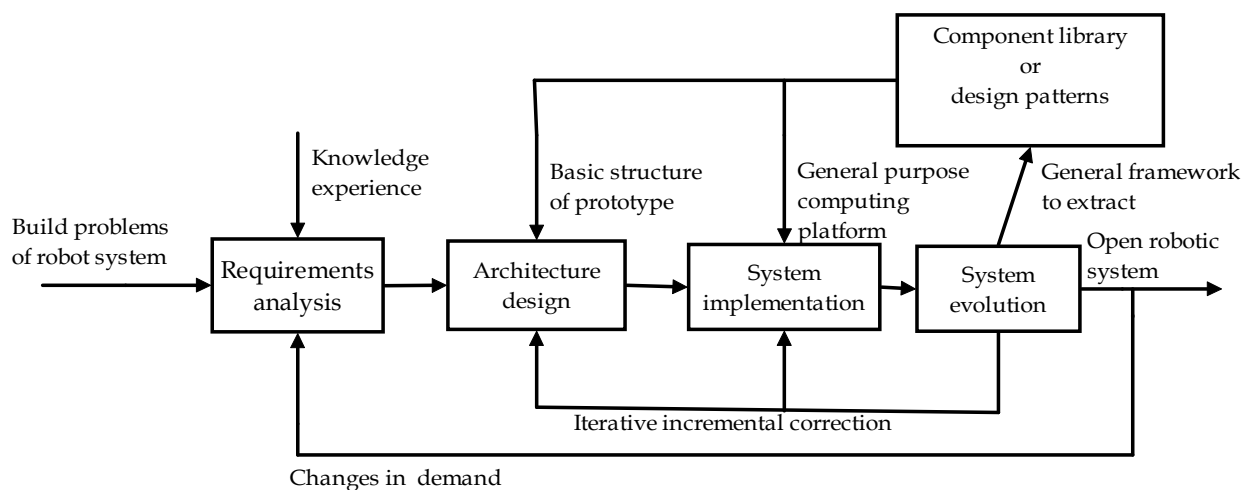 Component library
or
design patterns
Knowledge
experience
Basic structure
of prototype
General purpose
computing
platform
General framework
to extract
Build problems
of robot system
Requirements
analysis
Architecture
design
System
implementation
System
evolution
Open robotic
system
Iterative incremental correction
Changes in demand